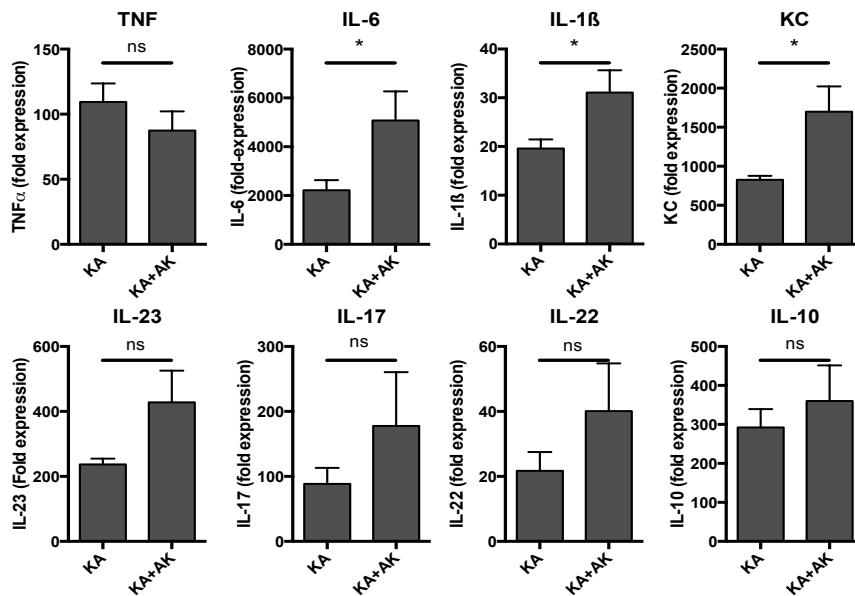 TNF
ns
TNFα (fold expression)
150
100
50
0
KA
KA+AK
IL-6
*
IL-6 (fold-expression)
8000
6000
4000
2000
0
KA
KA+AK
IL-1ß
*
IL-1ß (fold expression)
40
30
20
10
0
KA
KA+AK
KC
*
KC (fold expression)
2500
2000
1500
1000
500
0
KA
KA+AK
IL-23
ns
IL-23 (Fold expression)
600
400
200
0
KA
KA+AK
IL-17
ns
IL-17 (fold expression)
300
200
100
0
KA
KA+AK
IL-22
ns
IL-22 (fold expression)
60
40
20
0
KA
KA+AK
IL-10
ns
IL-10 (fold expression)
500
400
300
200
100
0
KA
KA+AK